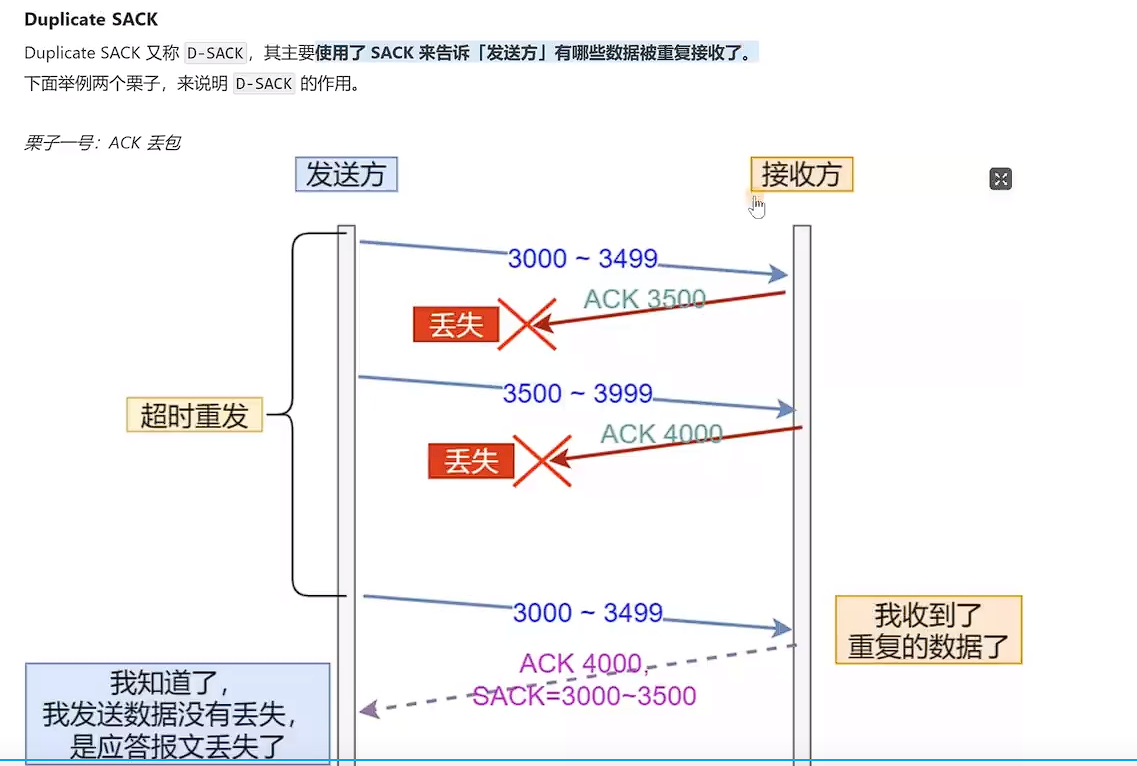 Duplicate SACK
Duplicate SACK 又称 D-SACK，其主要使用了 SACK 来告诉「发送方」有哪些数据被重复接收了。
下面举例两个栗子，来说明 D-SACK 的作用。
栗子一号：ACK 丢包
发送方
接收方
3000 ~ 3499
ACK 3500
丢失
3500 ~ 3999
超时重发
ACK 4000
丢失
3000 ~ 3499
我收到了
重复的数据了
ACK 4000,
SACK=3000~3500
我知道了，
我发送数据没有丢失，
是应答报文丢失了